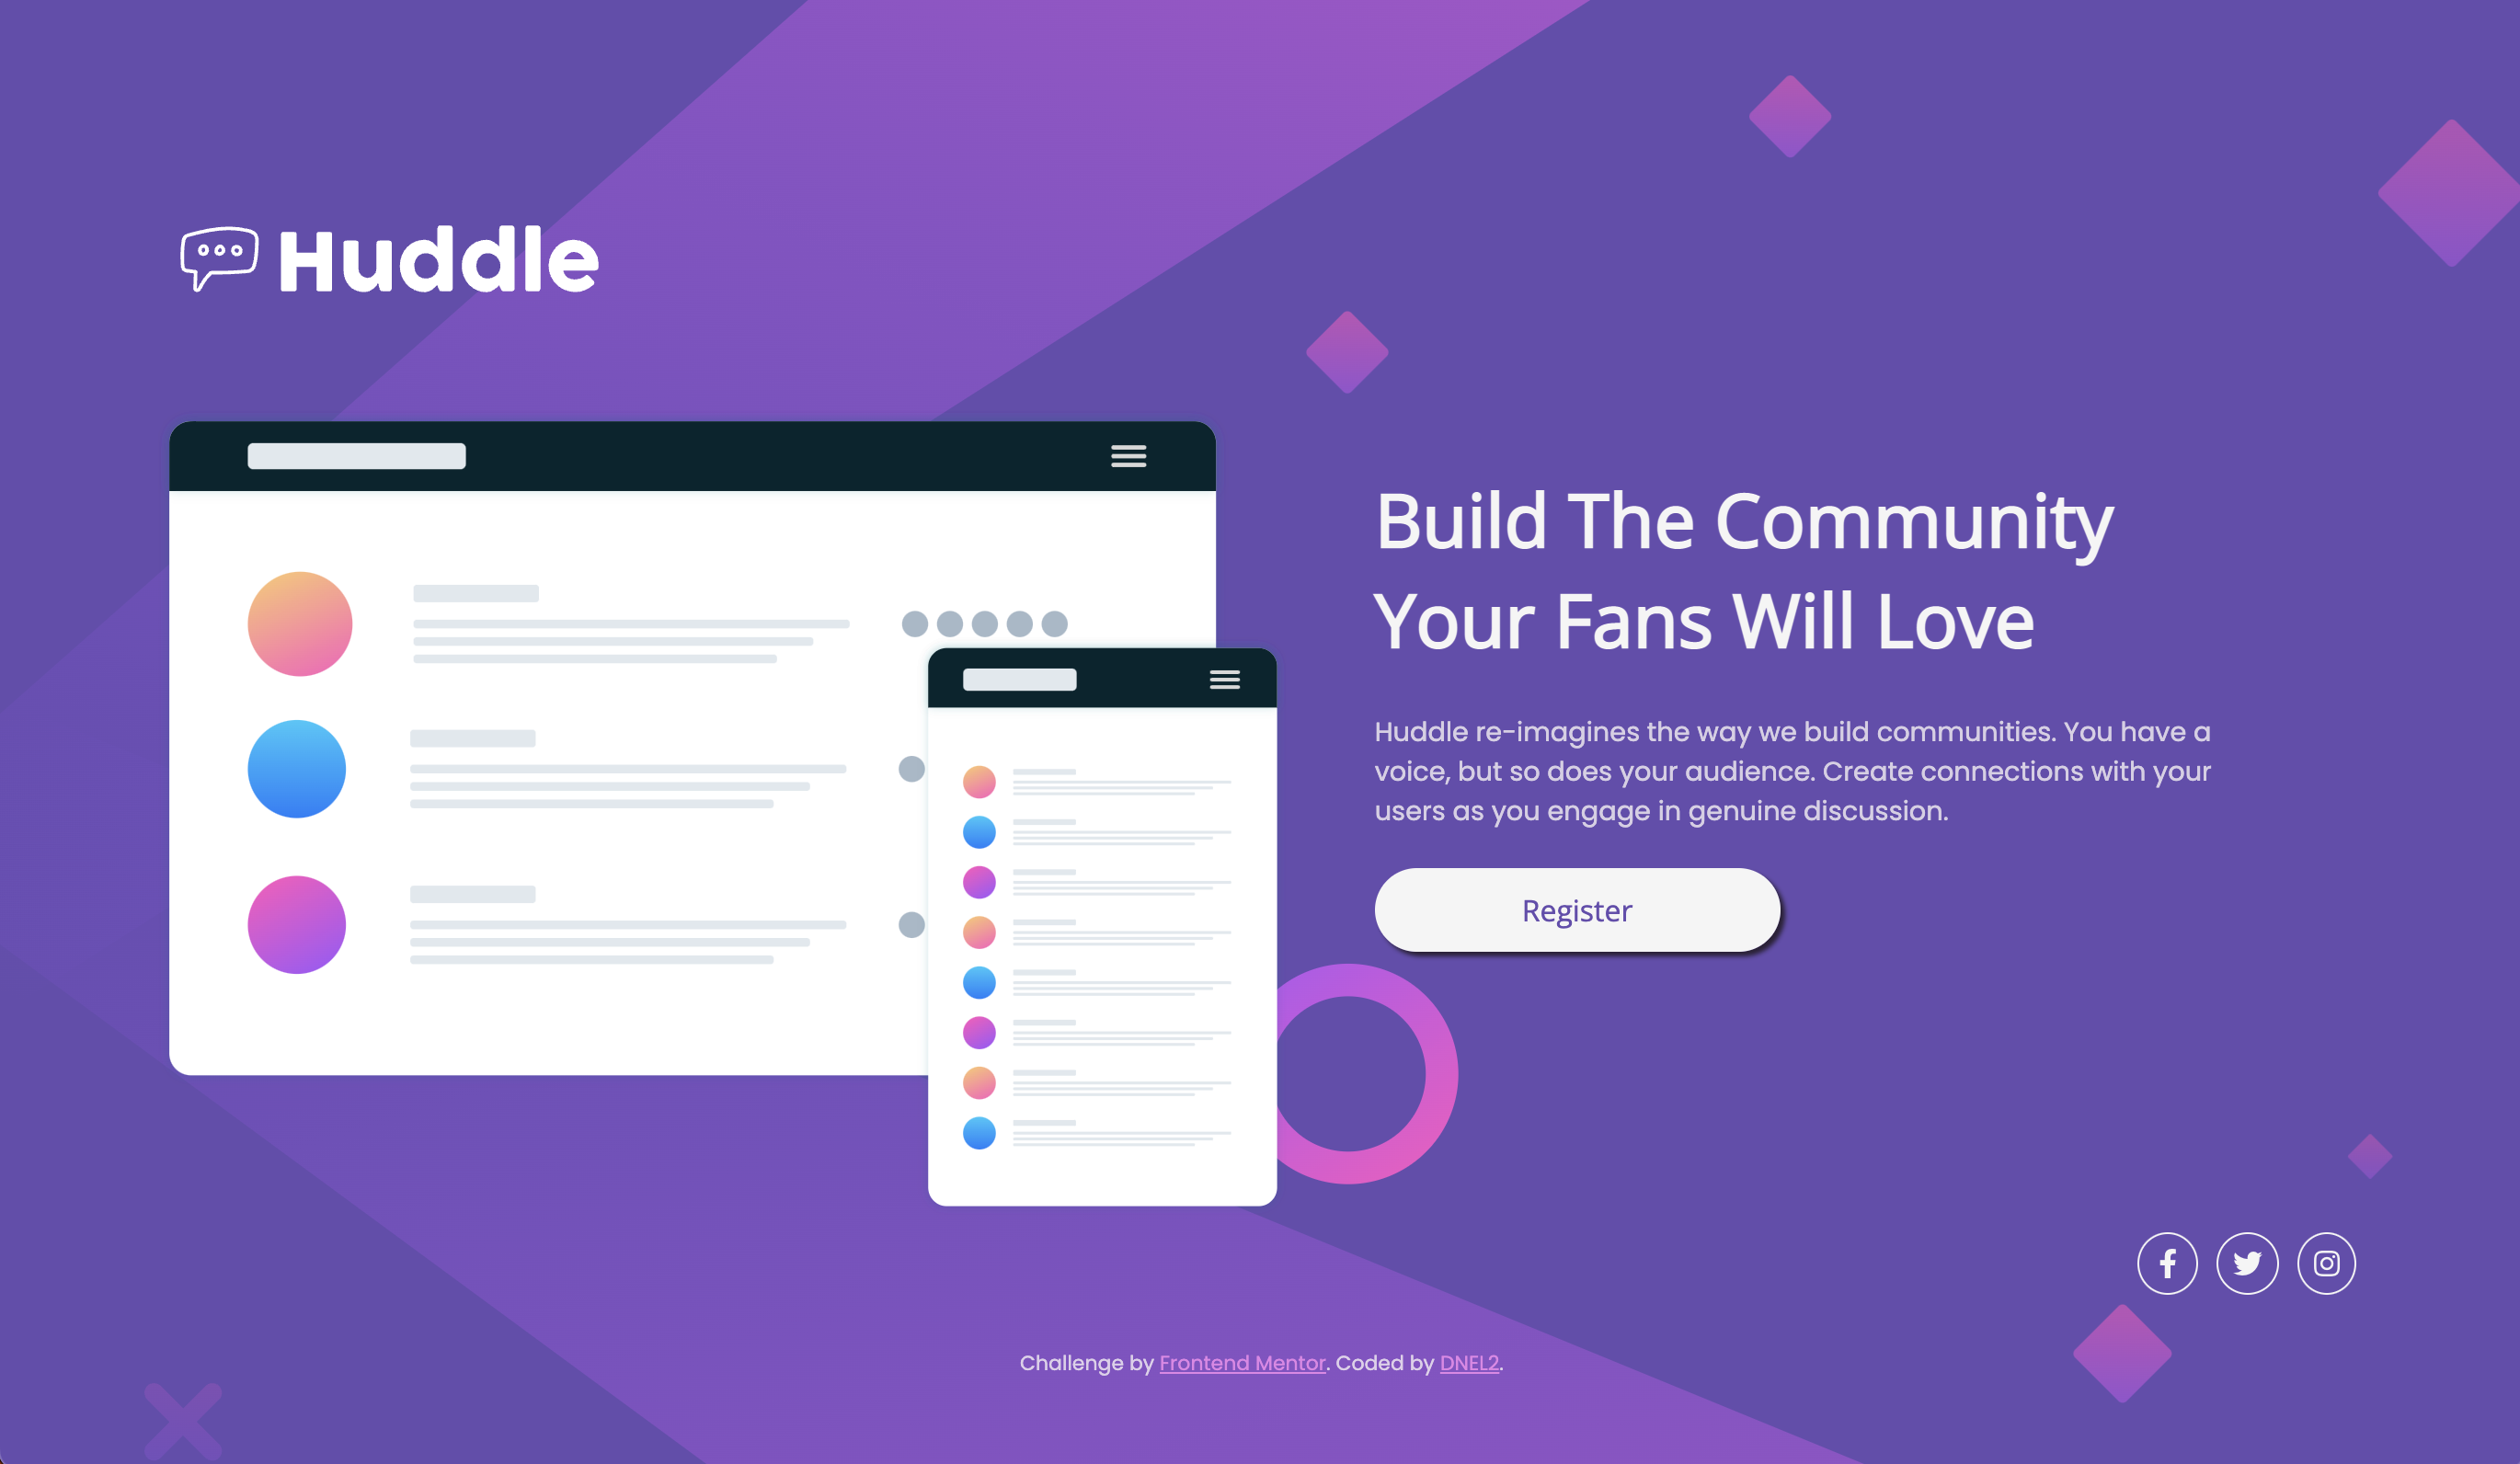 Huddle
Build The Community
Your Fans Will Love
Huddle re-imagines the way we build communities. You have a
voice, but so does your audience. Create connections with your
users as you engage in genuine discussion.
Register
Challenge by Frontend Mentor. Coded by DNEL2.